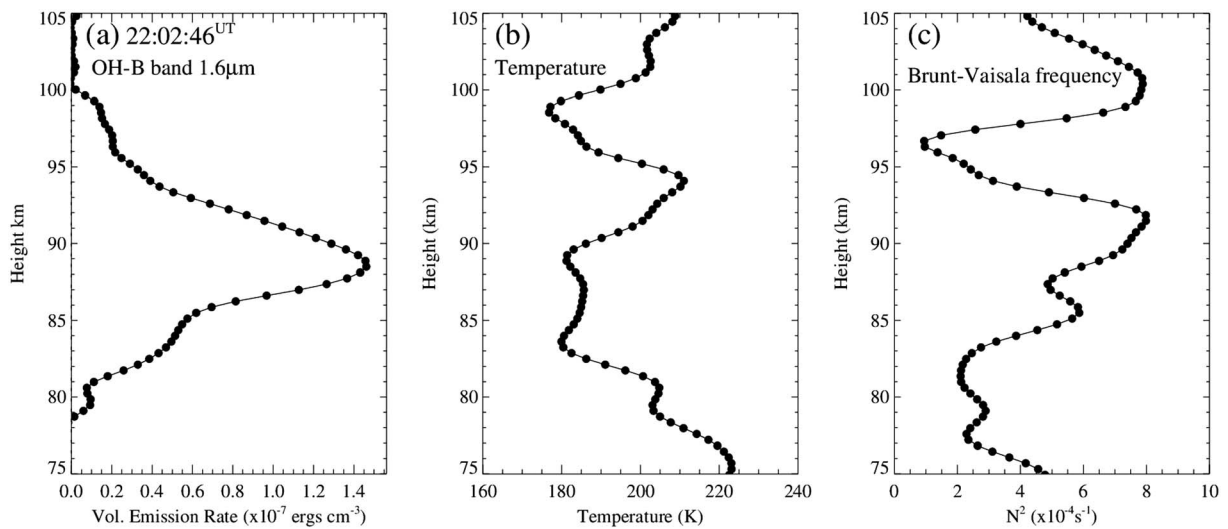 (a) 22:02:46UT
OH-B band 1.6μm
105
100
95
90
85
80
75
Height km
0.0 0.2 0.4 0.6 0.8 1.0 1.2 1.4
Vol. Emission Rate (x10-7 ergs cm-3)
(b)
Temperature
105
100
95
90
85
80
75
Height (km)
160 180 200 220 240
Temperature (K)
(c)
Brunt-Vaisala frequency
105
100
95
90
85
80
75
Height (km)
0 2 4 6 8 10
N2 (x10-4s-1)